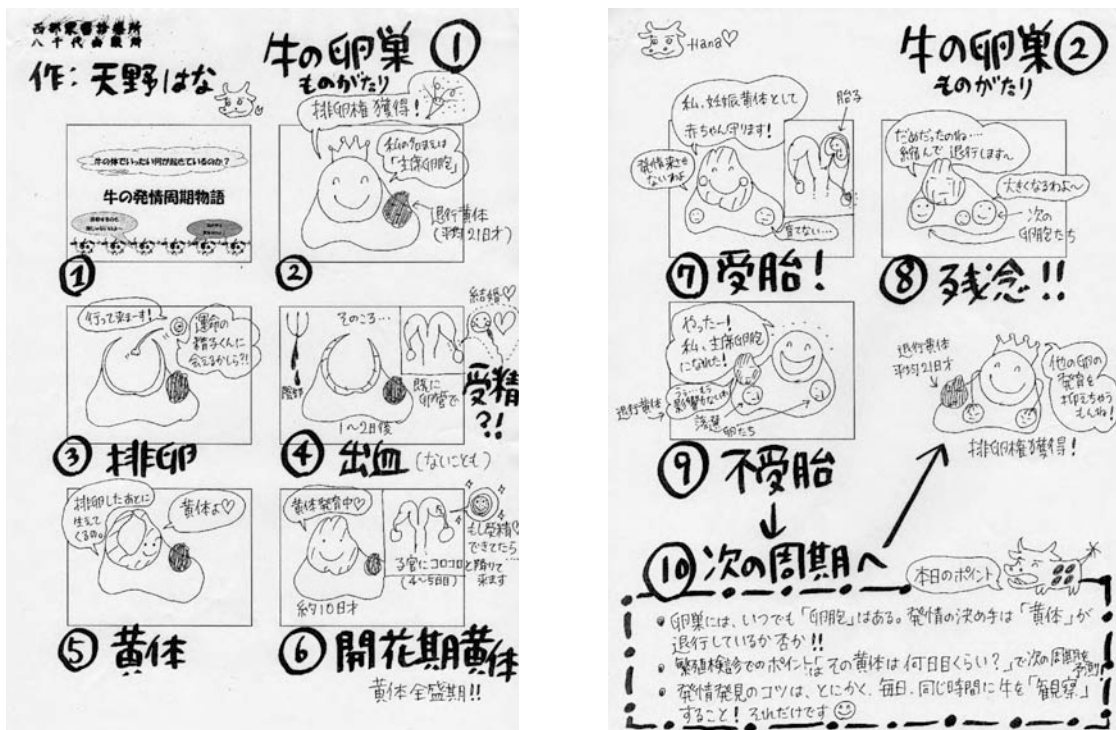 西部家畜診療所
八千代出張所
作：天野はな
牛の卵巣①
ものがたり
牛の体でいったい何が起きているのか？
牛の発情周期物語
①
排卵権獲得！
私の名はまたは
「主席卵胞」
退行黄体
（平均21日才）
②
行って来まーす！
運命の
精子くんに
会えるかしら?!
③排卵
そのころ…
陰部
1〜2日後
既に
卵管で
結婚♡
受精
?!
④出血（ないことも）
排卵したあとに
生えて
くるの。
黄体よ♡
⑤黄体
黄体発育中♡
約10日才
子宮にコロコロと降りて
（4〜5日目）
来ます
もし受精♡
できてたら…
⑥開花期黄体
黄体全盛期!!
Hana♡
牛の卵巣②
ものがたり
私、妊娠黄体として
赤ちゃん守ります！
胎子
発情来させ
ないわよ
育てない…
⑦受胎！
だめだったのね…
縮んで退行します〜
大きくなるわよ〜
次の
卵胞たち
⑧残念!!
やったー！
私、主席卵胞
になれた！
うう…もう
影響力ないわ
退行黄体
落選
卵たち
⑨不受胎
退行黄体
平均21日才
他の卵の
発育を
抑えちゃう
もんね！
排卵権獲得！
⑩次の周期へ
本日のポイント
● 卵巣には、いつでも「卵胞」はある。発情の決め手は「黄体」が
退行しているか否か!!
● 繁殖検診でのポイントは「その黄体は何日目くらい？」で次の周期を
予測！
● 発情発見のコツは、とにかく、毎日、同じ時間に牛を「観察」
すること！それだけです